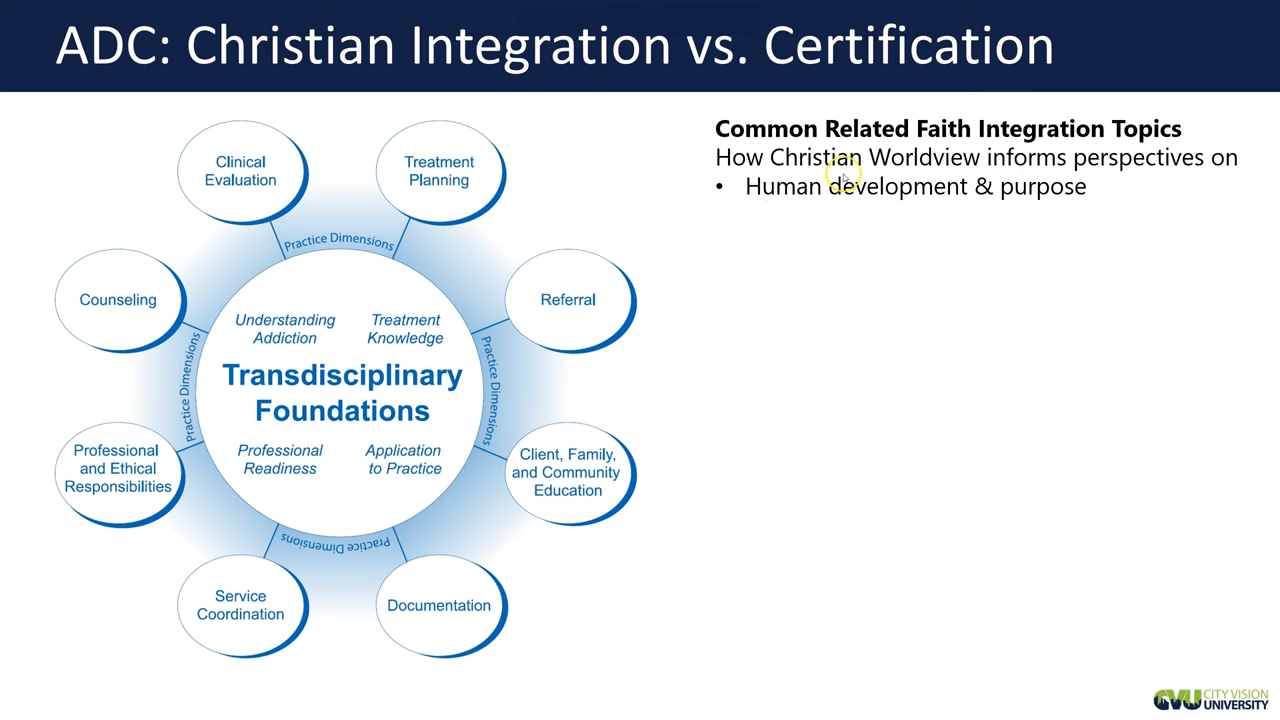 ADC: Christian Integration vs. Certification
Clinical
Evaluation
Treatment
Planning
Counseling
Referral
Professional
and Ethical
Responsibilities
Client, Family,
and Community
Education
Service
Coordination
Documentation
Practice Dimensions
Practice Dimensions
Practice Dimensions
Practice Dimensions
Understanding
Addiction
Treatment
Knowledge
Transdisciplinary
Foundations
Professional
Readiness
Application
to Practice
Common Related Faith Integration Topics
How Christian Worldview informs perspectives on
• Human development & purpose
CVU CITY VISION
UNIVERSITY